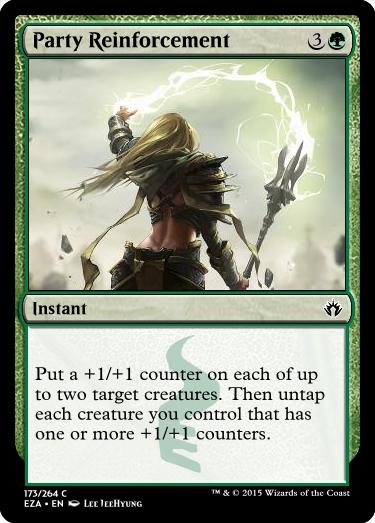 Party Reinforcement 3
Instant
Put a +1/+1 counter on each of up
to two target creatures. Then untap
each creature you control that has
one or more +1/+1 counters.
173/264 C
EZA • EN Lee JeeHyung
™ & © 2015 Wizards of the Coast